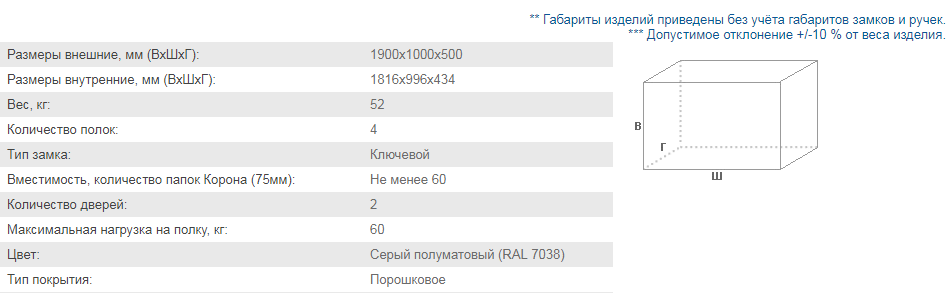 ** Габариты изделий приведены без учёта габаритов замков и ручек.
*** Допустимое отклонение +/-10 % от веса изделия.
Размеры внешние, мм (ВхШхГ): 1900x1000x500
Размеры внутренние, мм (ВхШхГ): 1816x996x434
Вес, кг: 52
Количество полок: 4
Тип замка: Ключевой
Вместимость, количество папок Корона (75мм): Не менее 60
Количество дверей: 2
Максимальная нагрузка на полку, кг: 60
Цвет: Серый полуматовый (RAL 7038)
Тип покрытия: Порошковое
В
Г
Ш